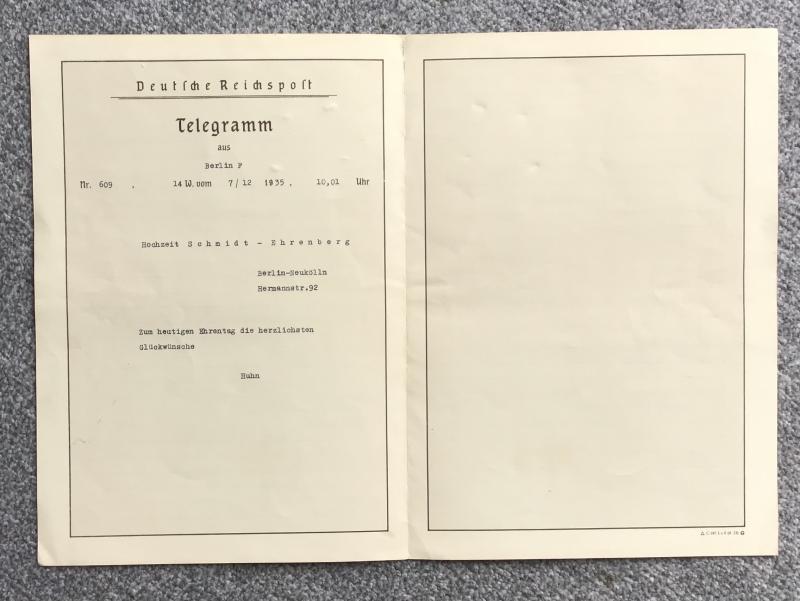 Deutsche Reichspost
Telegramm
aus
Berlin F
Nr. 609 . 14 W. vom 7/12 1935. 10,01 Uhr
Hochzeit Schmidt - Ehrenberg
Berlin-Neukölln
Hermannstr.92
Zum heutigen Ehrentag die herzlichsten
Glückwünsche
Huhn